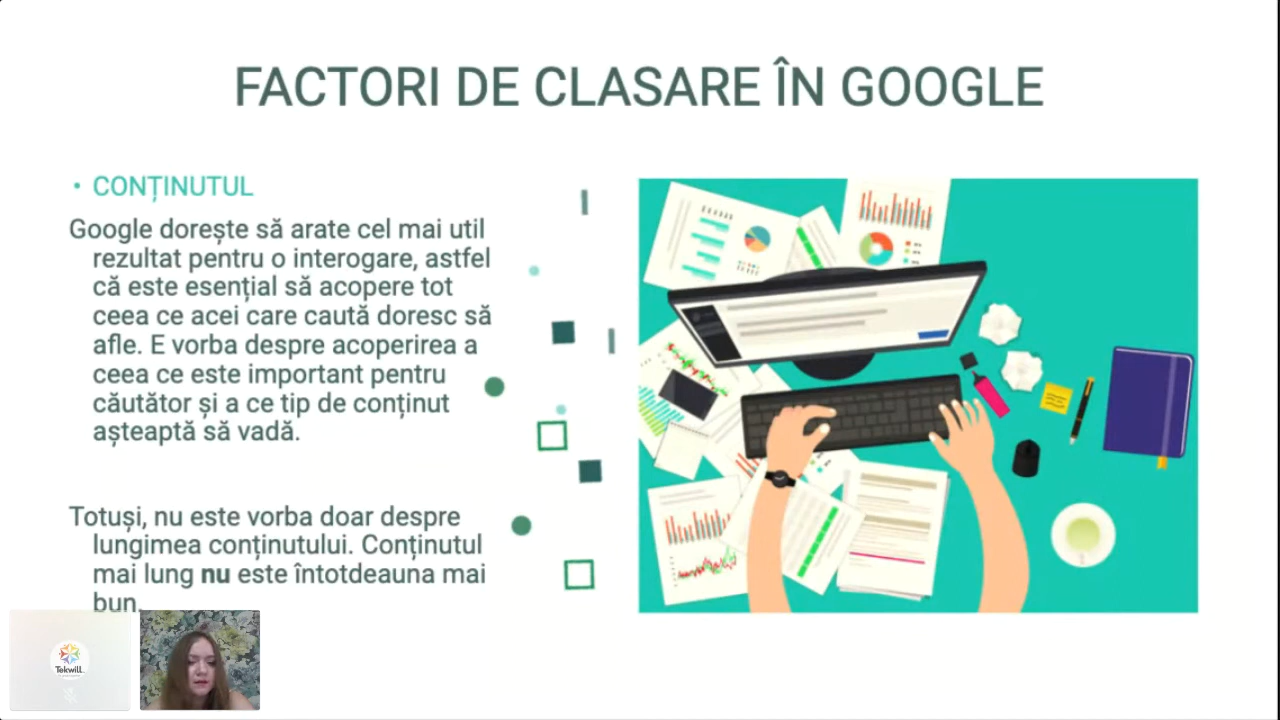 FACTORI DE CLASARE ÎN GOOGLE
• CONȚINUTUL
Google dorește să arate cel mai util
rezultat pentru o interogare, astfel
că este esențial să acopere tot
ceea ce acei care caută doresc să
afle. E vorba despre acoperirea a
ceea ce este important pentru
căutător și a ce tip de conținut
așteaptă să vadă.
Totuși, nu este vorba doar despre
lungimea conținutului. Conținutul
mai lung nu este întotdeauna mai
bun.
Tekwill